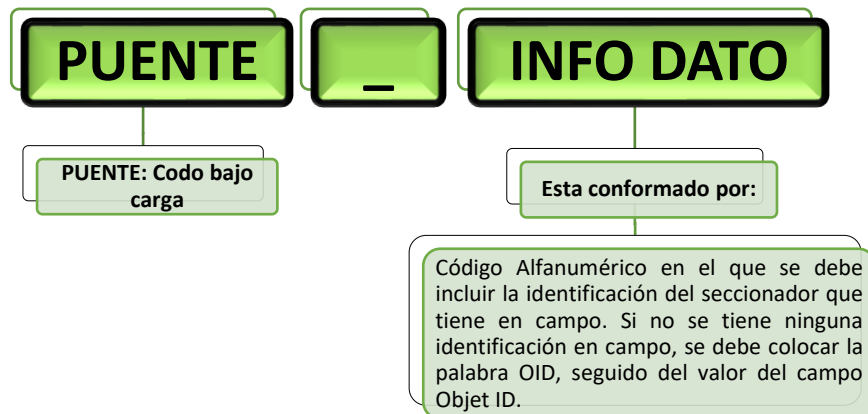 PUENTE
_
INFO DATO
PUENTE: Codo bajo
carga
Esta conformado por:
Código Alfanumérico en el que se debe
incluir la identificación del seccionador que
tiene en campo. Si no se tiene ninguna
identificación en campo, se debe colocar la
palabra OID, seguido del valor del campo
Objet ID.